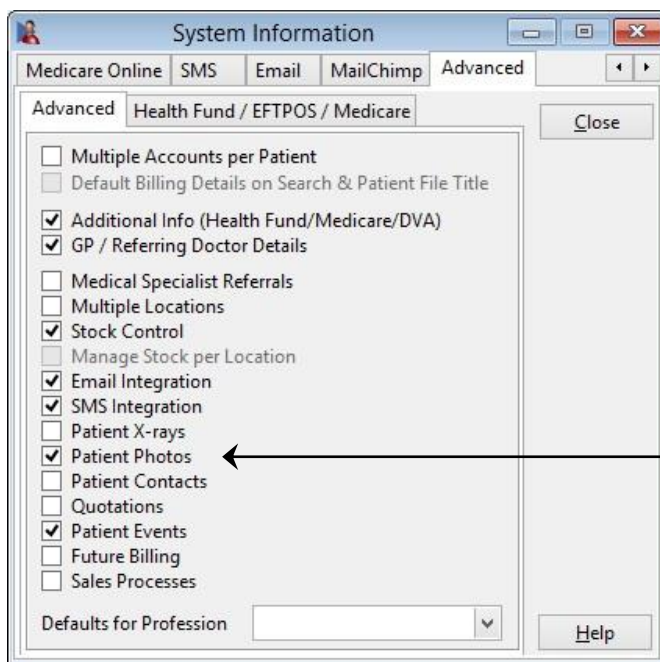 System Information
Medicare Online SMS Email MailChimp Advanced
Advanced Health Fund / EFTPOS / Medicare
Close
Multiple Accounts per Patient
Default Billing Details on Search & Patient File Title
Additional Info (Health Fund/Medicare/DVA)
GP / Referring Doctor Details
Medical Specialist Referrals
Multiple Locations
Stock Control
Manage Stock per Location
Email Integration
SMS Integration
Patient X-rays
Patient Photos
Patient Contacts
Quotations
Patient Events
Future Billing
Sales Processes
Defaults for Profession
Help